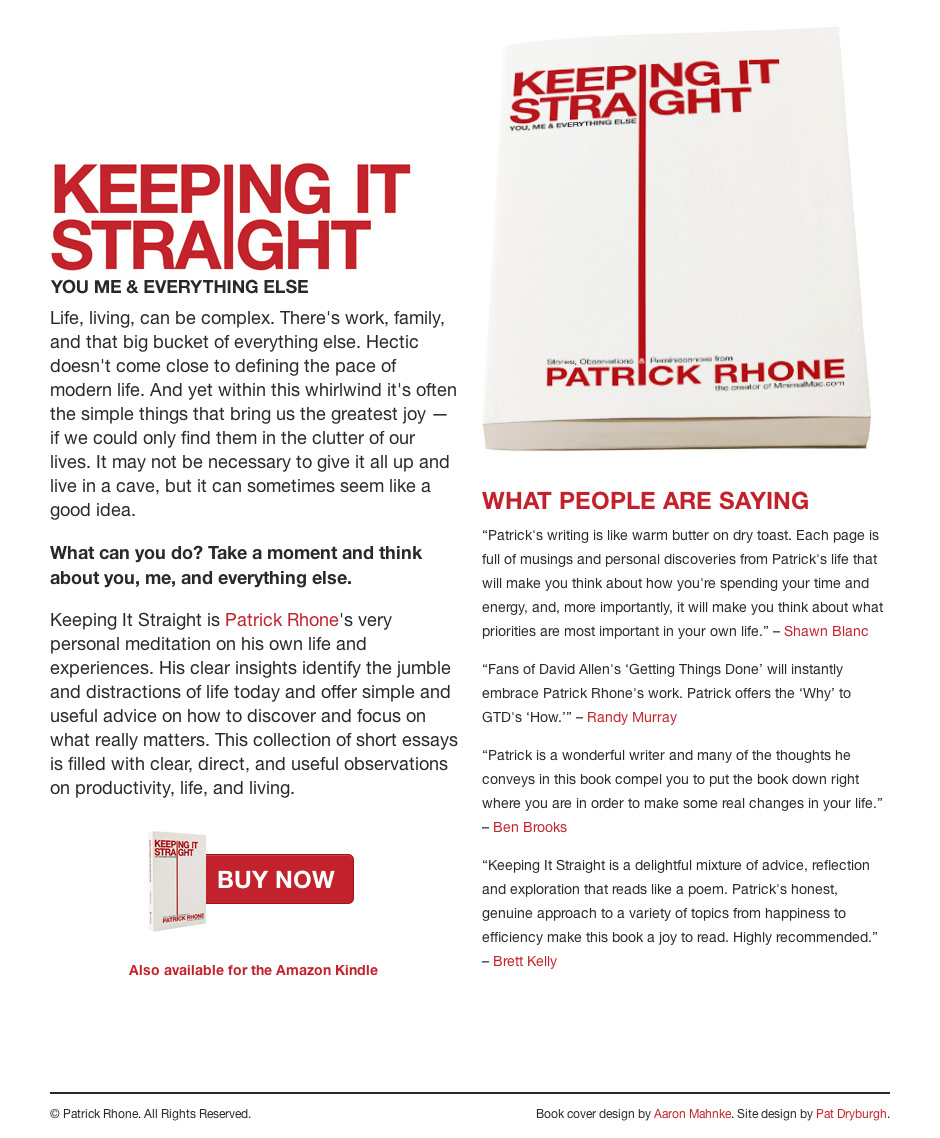 KEEPING IT
STRAIGHT
YOU ME & EVERYTHING ELSE
Life, living, can be complex. There's work, family,
and that big bucket of everything else. Hectic
doesn't come close to defining the pace of
modern life. And yet within this whirlwind it's often
the simple things that bring us the greatest joy —
if we could only find them in the clutter of our
lives. It may not be necessary to give it all up and
live in a cave, but it can sometimes seem like a
good idea.
What can you do? Take a moment and think
about you, me, and everything else.
Keeping It Straight is Patrick Rhone's very
personal meditation on his own life and
experiences. His clear insights identify the jumble
and distractions of life today and offer simple and
useful advice on how to discover and focus on
what really matters. This collection of short essays
is filled with clear, direct, and useful observations
on productivity, life, and living.
KEEPING IT
STRAIGHT
PATRICK RHONE
BUY NOW
Also available for the Amazon Kindle
KEEPING IT
STRAIGHT
YOU, ME & EVERYTHING ELSE
Stories, Observations & Reminiscences from
PATRICK RHONE
the creator of MinimalMac.com
WHAT PEOPLE ARE SAYING
“Patrick's writing is like warm butter on dry toast. Each page is
full of musings and personal discoveries from Patrick's life that
will make you think about how you're spending your time and
energy, and, more importantly, it will make you think about what
priorities are most important in your own life.” – Shawn Blanc
“Fans of David Allen's ‘Getting Things Done’ will instantly
embrace Patrick Rhone's work. Patrick offers the ‘Why’ to
GTD's ‘How.’” – Randy Murray
“Patrick is a wonderful writer and many of the thoughts he
conveys in this book compel you to put the book down right
where you are in order to make some real changes in your life.”
– Ben Brooks
“Keeping It Straight is a delightful mixture of advice, reflection
and exploration that reads like a poem. Patrick's honest,
genuine approach to a variety of topics from happiness to
efficiency make this book a joy to read. Highly recommended.”
– Brett Kelly
© Patrick Rhone. All Rights Reserved.
Book cover design by Aaron Mahnke. Site design by Pat Dryburgh.